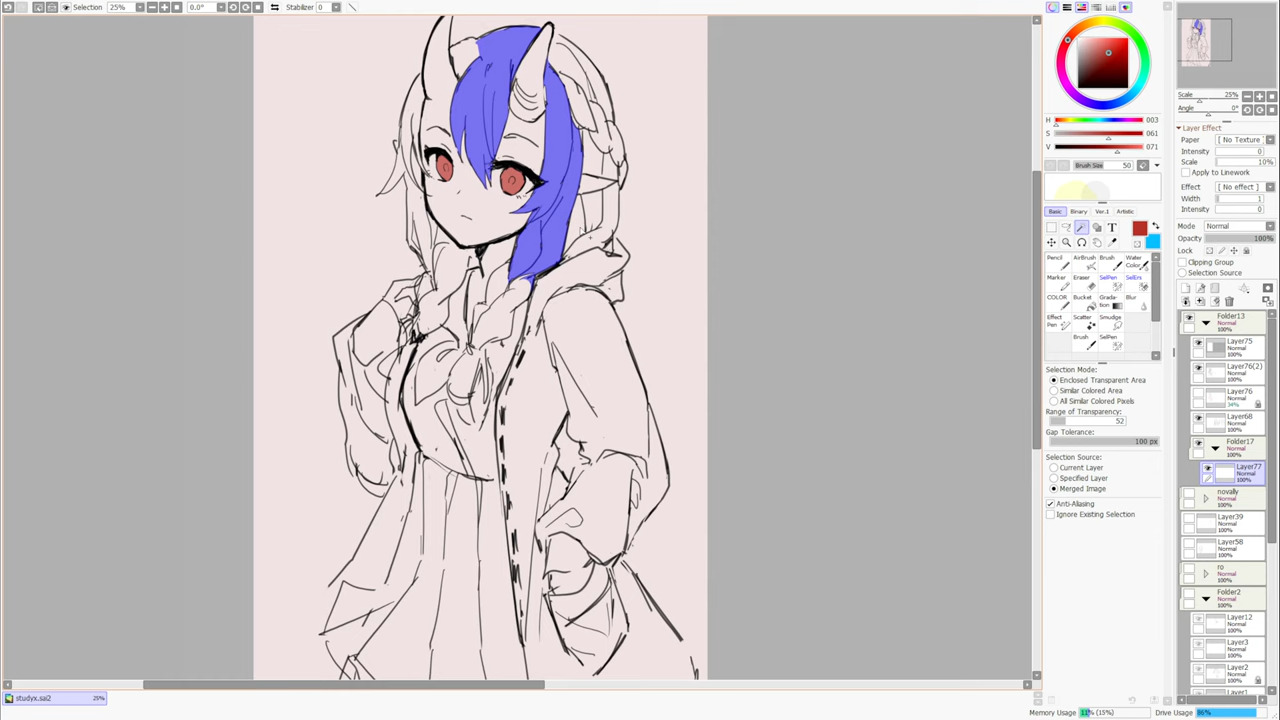 Selection
25%
0.0°
Stabilizer
0
Scale 25%
Angle 0°
Layer Effect
Paper [ No Texture ]
Intensity 0
Scale 10%
Apply to Linework
Effect [ No effect ]
Width 1
Intensity 0
Mode Normal
Opacity 100%
Lock
Clipping Group
Selection Source
H 003
S 061
V 071
Brush Size 50
Basic Binary Ver.1 Artistic
T
Pencil AirBrush Brush Water Color
Marker Eraser SelPen SelErs
COLOR Bucket Grada-tion Blur
Effect Pen Scatter Smudge
Brush SelPen
Selection Mode:
Enclosed Transparent Area
Similar Colored Area
All Similar Colored Pixels
Range of Transparency:
52
Gap Tolerance:
100 px
Selection Source:
Current Layer
Specified Layer
Merged Image
Anti-Aliasing
Ignore Existing Selection
Folder13
Normal
100%
Layer75
Normal
100%
Layer76(2)
Normal
100%
Layer76
Normal
34%
Layer68
Normal
100%
Folder17
Normal
100%
Layer77
Normal
100%
novally
Normal
100%
Layer39
Normal
100%
Layer58
Normal
100%
ro
Normal
100%
Folder2
Normal
100%
Layer12
Normal
100%
Layer3
Normal
100%
Layer2
Normal
100%
Layer1
studyx.sai2
25%
Memory Usage 11% (15%)
Drive Usage 86%